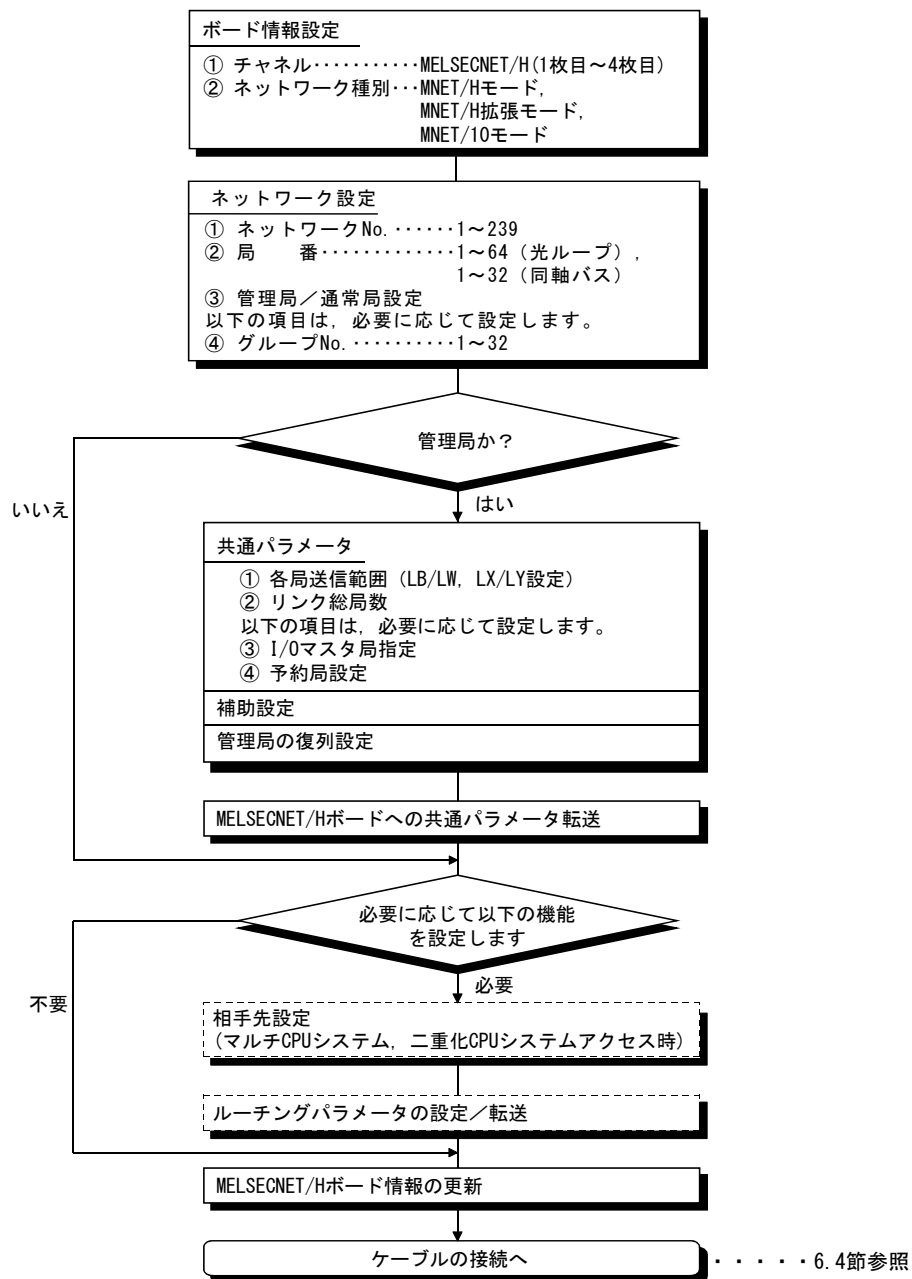 ボード情報設定
① チャネル···········MELSECNET/H(1枚目～4枚目)
② ネットワーク種別···MNET/Hモード,
MNET/H拡張モード,
MNET/10モード
ネットワーク設定
① ネットワークNo.······1～239
② 局　　番·············1～64（光ループ）,
1～32（同軸バス）
③ 管理局／通常局設定
以下の項目は，必要に応じて設定します。
④ グループNo.··········1～32
管理局か？
いいえ
はい
共通パラメータ
① 各局送信範囲（LB/LW，LX/LY設定）
② リンク総局数
以下の項目は，必要に応じて設定します。
③ I/Oマスタ局指定
④ 予約局設定
補助設定
管理局の復列設定
MELSECNET/Hボードへの共通パラメータ転送
必要に応じて以下の機能
を設定します
不要
必要
相手先設定
(マルチCPUシステム，二重化CPUシステムアクセス時)
ルーチングパラメータの設定／転送
MELSECNET/Hボード情報の更新
ケーブルの接続へ ・・・・・6.4節参照